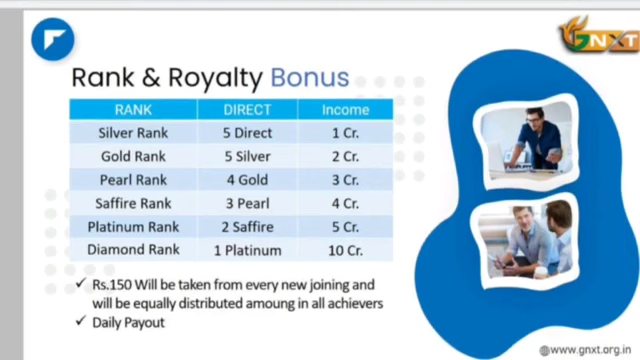 GNXT
Rank & Royalty Bonus
RANK DIRECT Income
Silver Rank 5 Direct 1 Cr.
Gold Rank 5 Silver 2 Cr.
Pearl Rank 4 Gold 3 Cr.
Saffire Rank 3 Pearl 4 Cr.
Platinum Rank 2 Saffire 5 Cr.
Diamond Rank 1 Platinum 10 Cr.
Rs.150 Will be taken from every new joining and
will be equally distributed amoung in all achievers
Daily Payout
www.gnxt.org.in